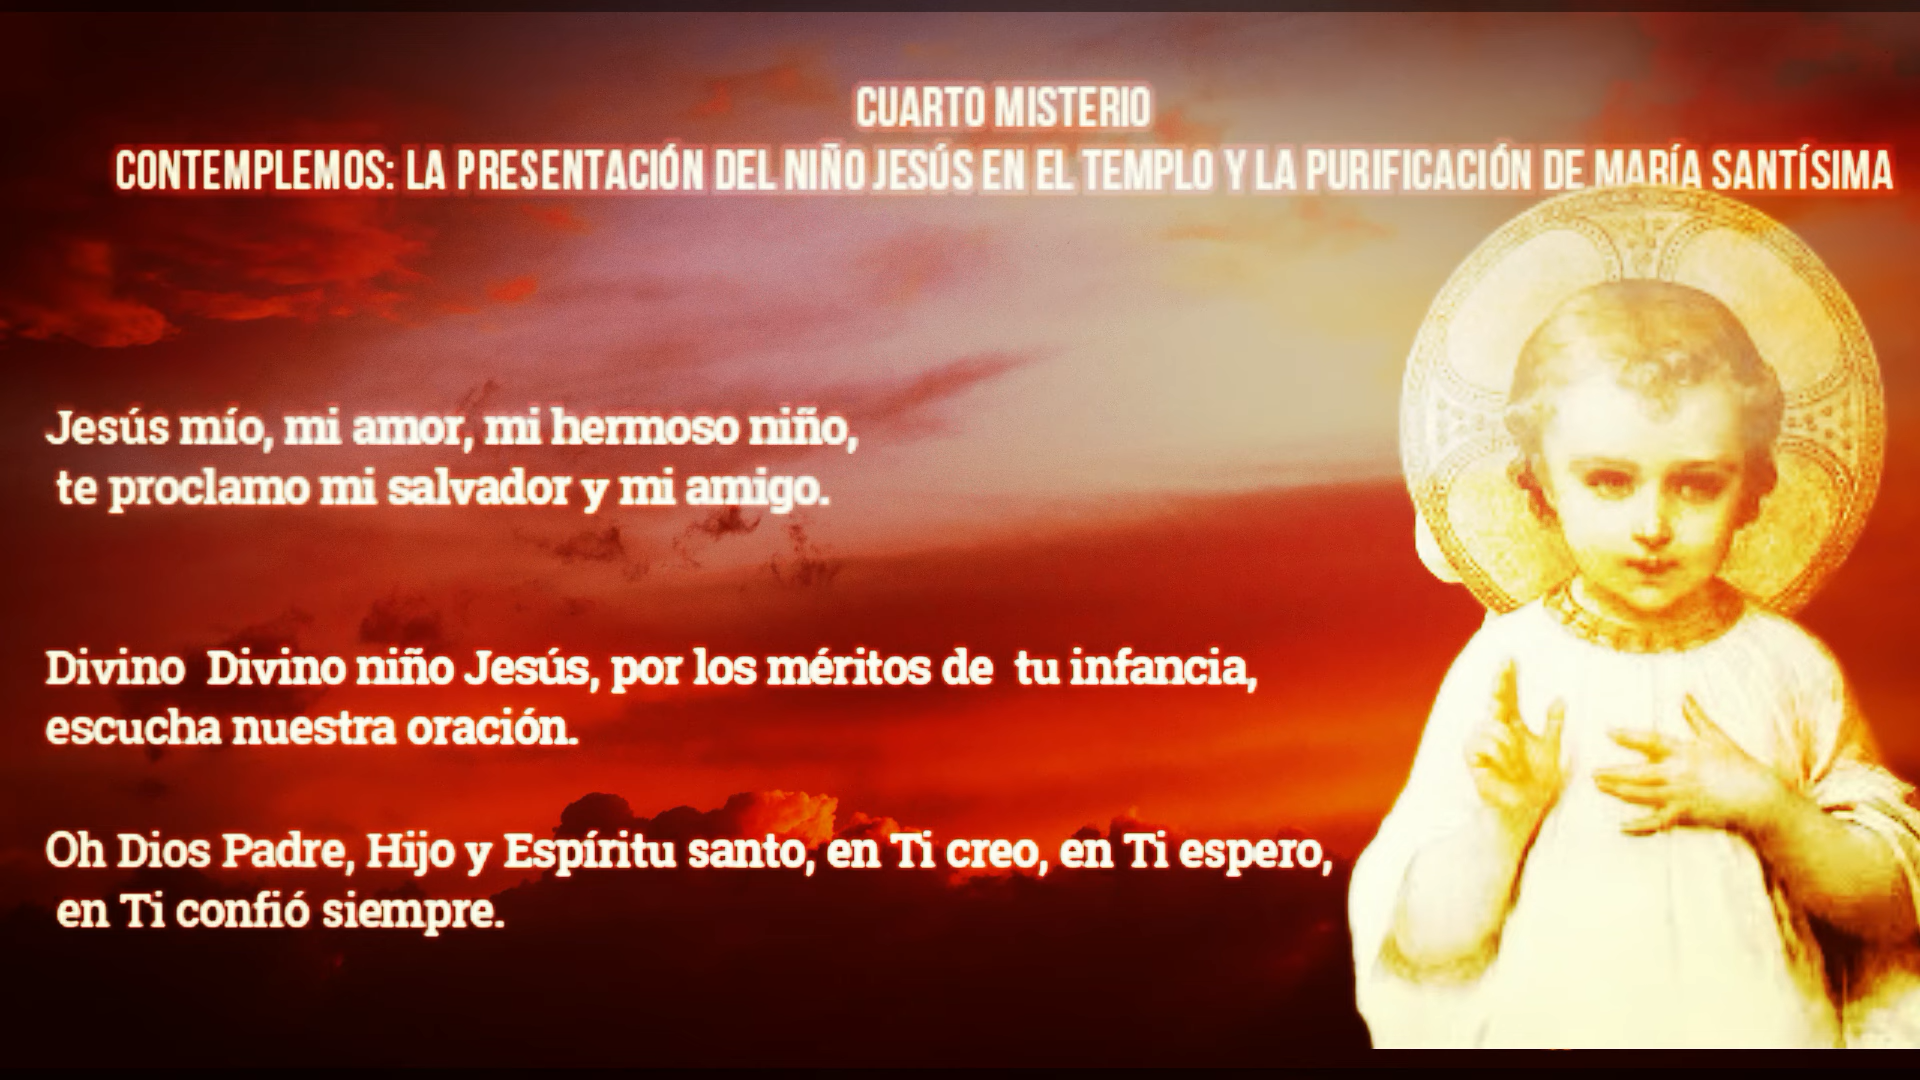 CUARTO MISTERIO
CONTEMPLEMOS: LA PRESENTACIÓN DEL NIÑO JESÚS EN EL TEMPLO Y LA PURIFICACIÓN DE MARÍA SANTÍSIMA
Jesús mío, mi amor, mi hermoso niño,
te proclamo mi salvador y mi amigo.
Divino Divino niño Jesús, por los méritos de tu infancia,
escucha nuestra oración.
Oh Dios Padre, Hijo y Espíritu santo, en Ti creo, en Ti espero,
en Ti confió siempre.